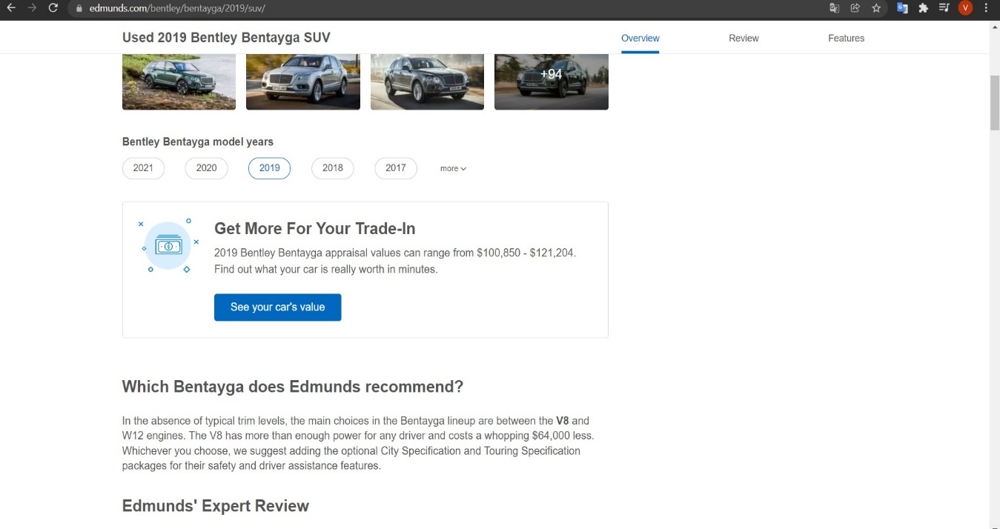 edmunds.com/bentley/bentayga/2019/suv/
V
Used 2019 Bentley Bentayga SUV
Overview
Review
Features
+94
Bentley Bentayga model years
2021
2020
2019
2018
2017
more
Get More For Your Trade-In
2019 Bentley Bentayga appraisal values can range from $100,850 - $121,204.
Find out what your car is really worth in minutes.
See your car's value
Which Bentayga does Edmunds recommend?
In the absence of typical trim levels, the main choices in the Bentayga lineup are between the V8 and
W12 engines. The V8 has more than enough power for any driver and costs a whopping $64,000 less.
Whichever you choose, we suggest adding the optional City Specification and Touring Specification
packages for their safety and driver assistance features.
Edmunds' Expert Review